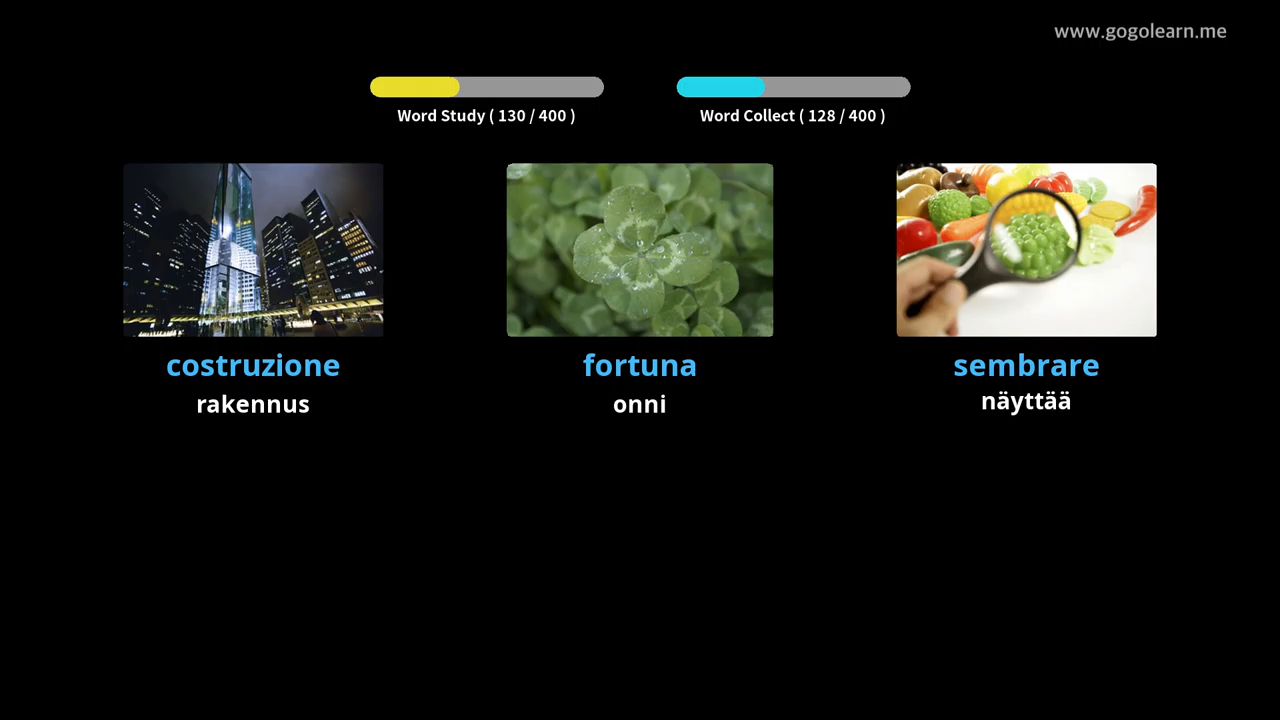 www.gogolearn.me
Word Study ( 130 / 400 )
Word Collect ( 128 / 400 )
costruzione
rakennus
fortuna
onni
sembrare
näyttää